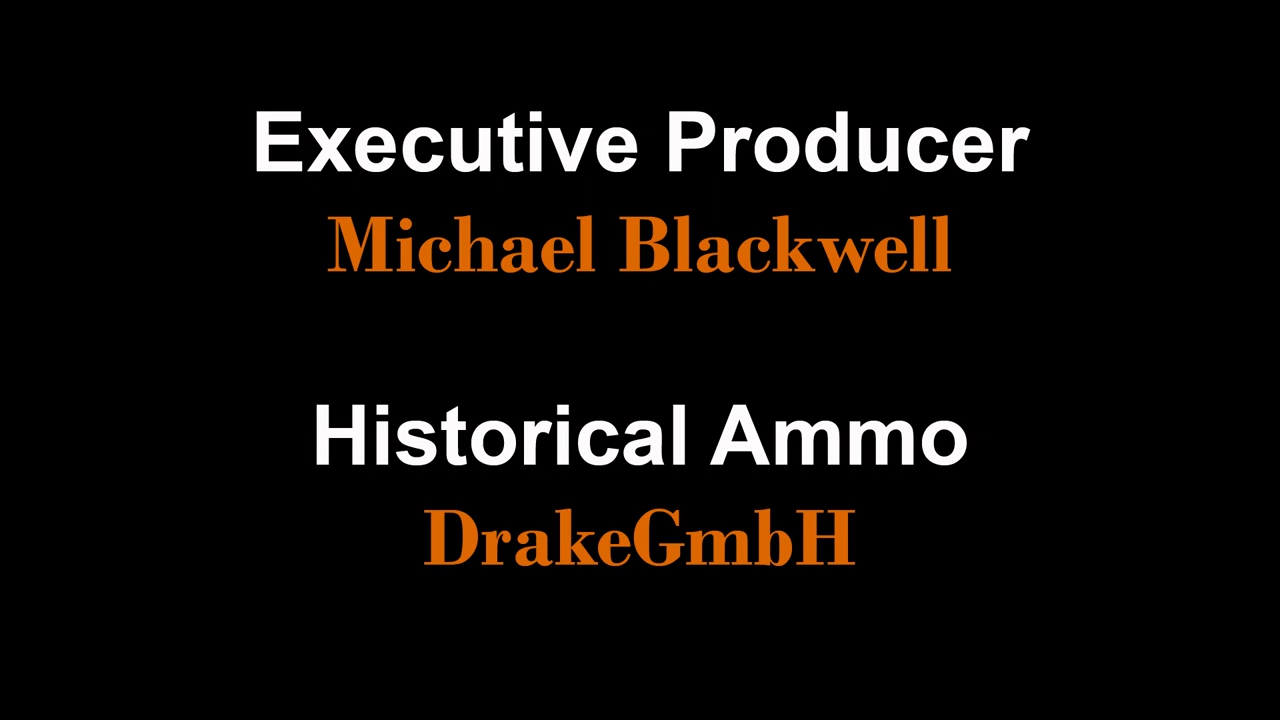 Executive Producer
Michael Blackwell
Historical Ammo
DrakeGmbH